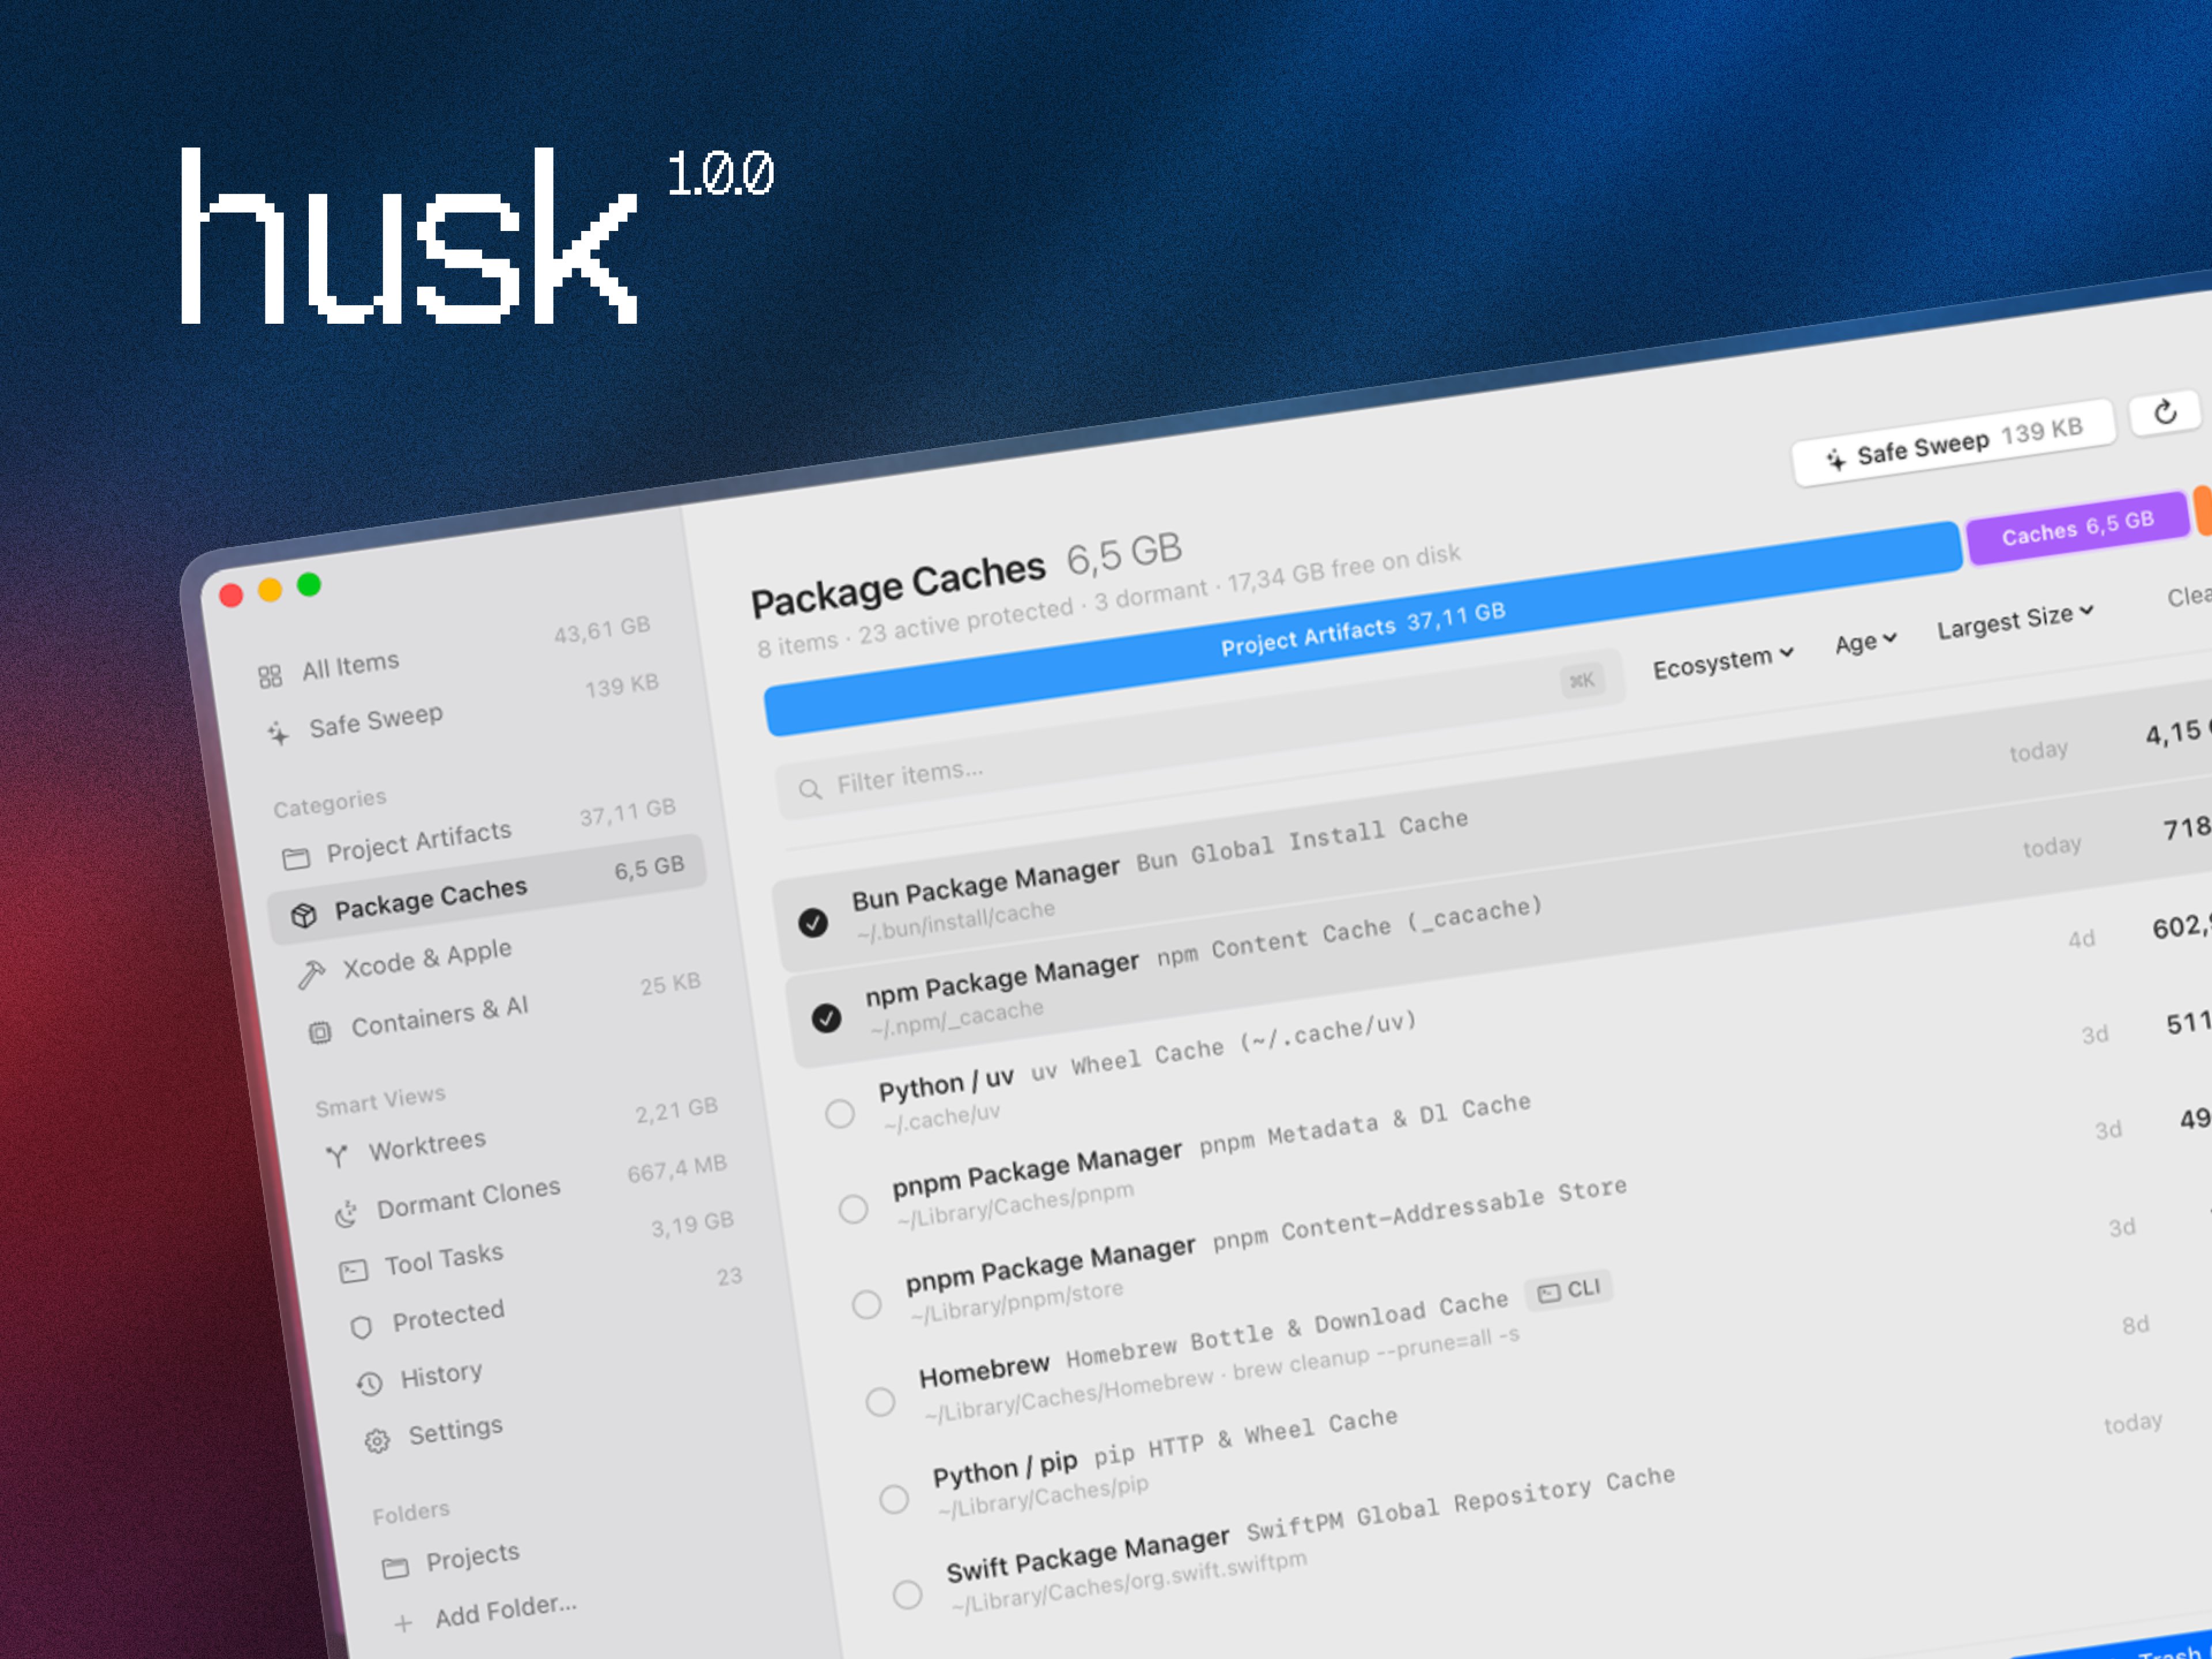 husk 1.0.0
Safe Sweep 139 KB
All Items 43,61 GB
Safe Sweep 139 KB
Categories
Project Artifacts 37,11 GB
Package Caches 6,5 GB
Xcode & Apple
Containers & AI 25 KB
Smart Views
Worktrees 2,21 GB
Dormant Clones 667,4 MB
Tool Tasks 3,19 GB
Protected 23
History
Settings
Folders
Projects
Add Folder...
Package Caches 6,5 GB
8 items · 23 active protected · 3 dormant · 17,34 GB free on disk
Project Artifacts 37,11 GB
Caches 6,5 GB
Filter items... ⌘K
Ecosystem Age Largest Size
Bun Package Manager Bun Global Install Cache today 4,15
~/.bun/install/cache
npm Package Manager npm Content Cache (_cacache) today 718
~/.npm/_cacache
Python / uv uv Wheel Cache (~/.cache/uv) 4d
~/.cache/uv
pnpm Package Manager pnpm Metadata & Dl Cache 3d 511
~/Library/Caches/pnpm
pnpm Package Manager pnpm Content-Addressable Store 3d 49
~/Library/pnpm/store
Homebrew Homebrew Bottle & Download Cache CLI 3d
~/Library/Caches/Homebrew · brew cleanup --prune=all -s
Python / pip pip HTTP & Wheel Cache 8d
~/Library/Caches/pip
Swift Package Manager SwiftPM Global Repository Cache today
~/Library/Caches/org.swift.swiftpm